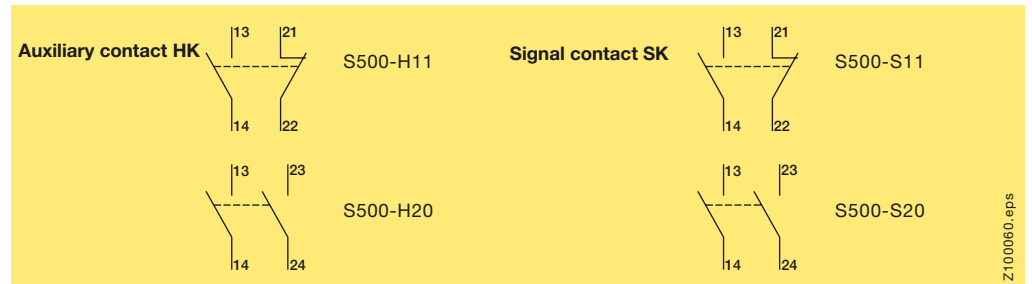 13 21
Auxiliary contact HK S500-H11
14 22
13 23
S500-H20
14 24
13 21
Signal contact SK S500-S11
14 22
13 23
S500-S20
14 24
Z100060.eps